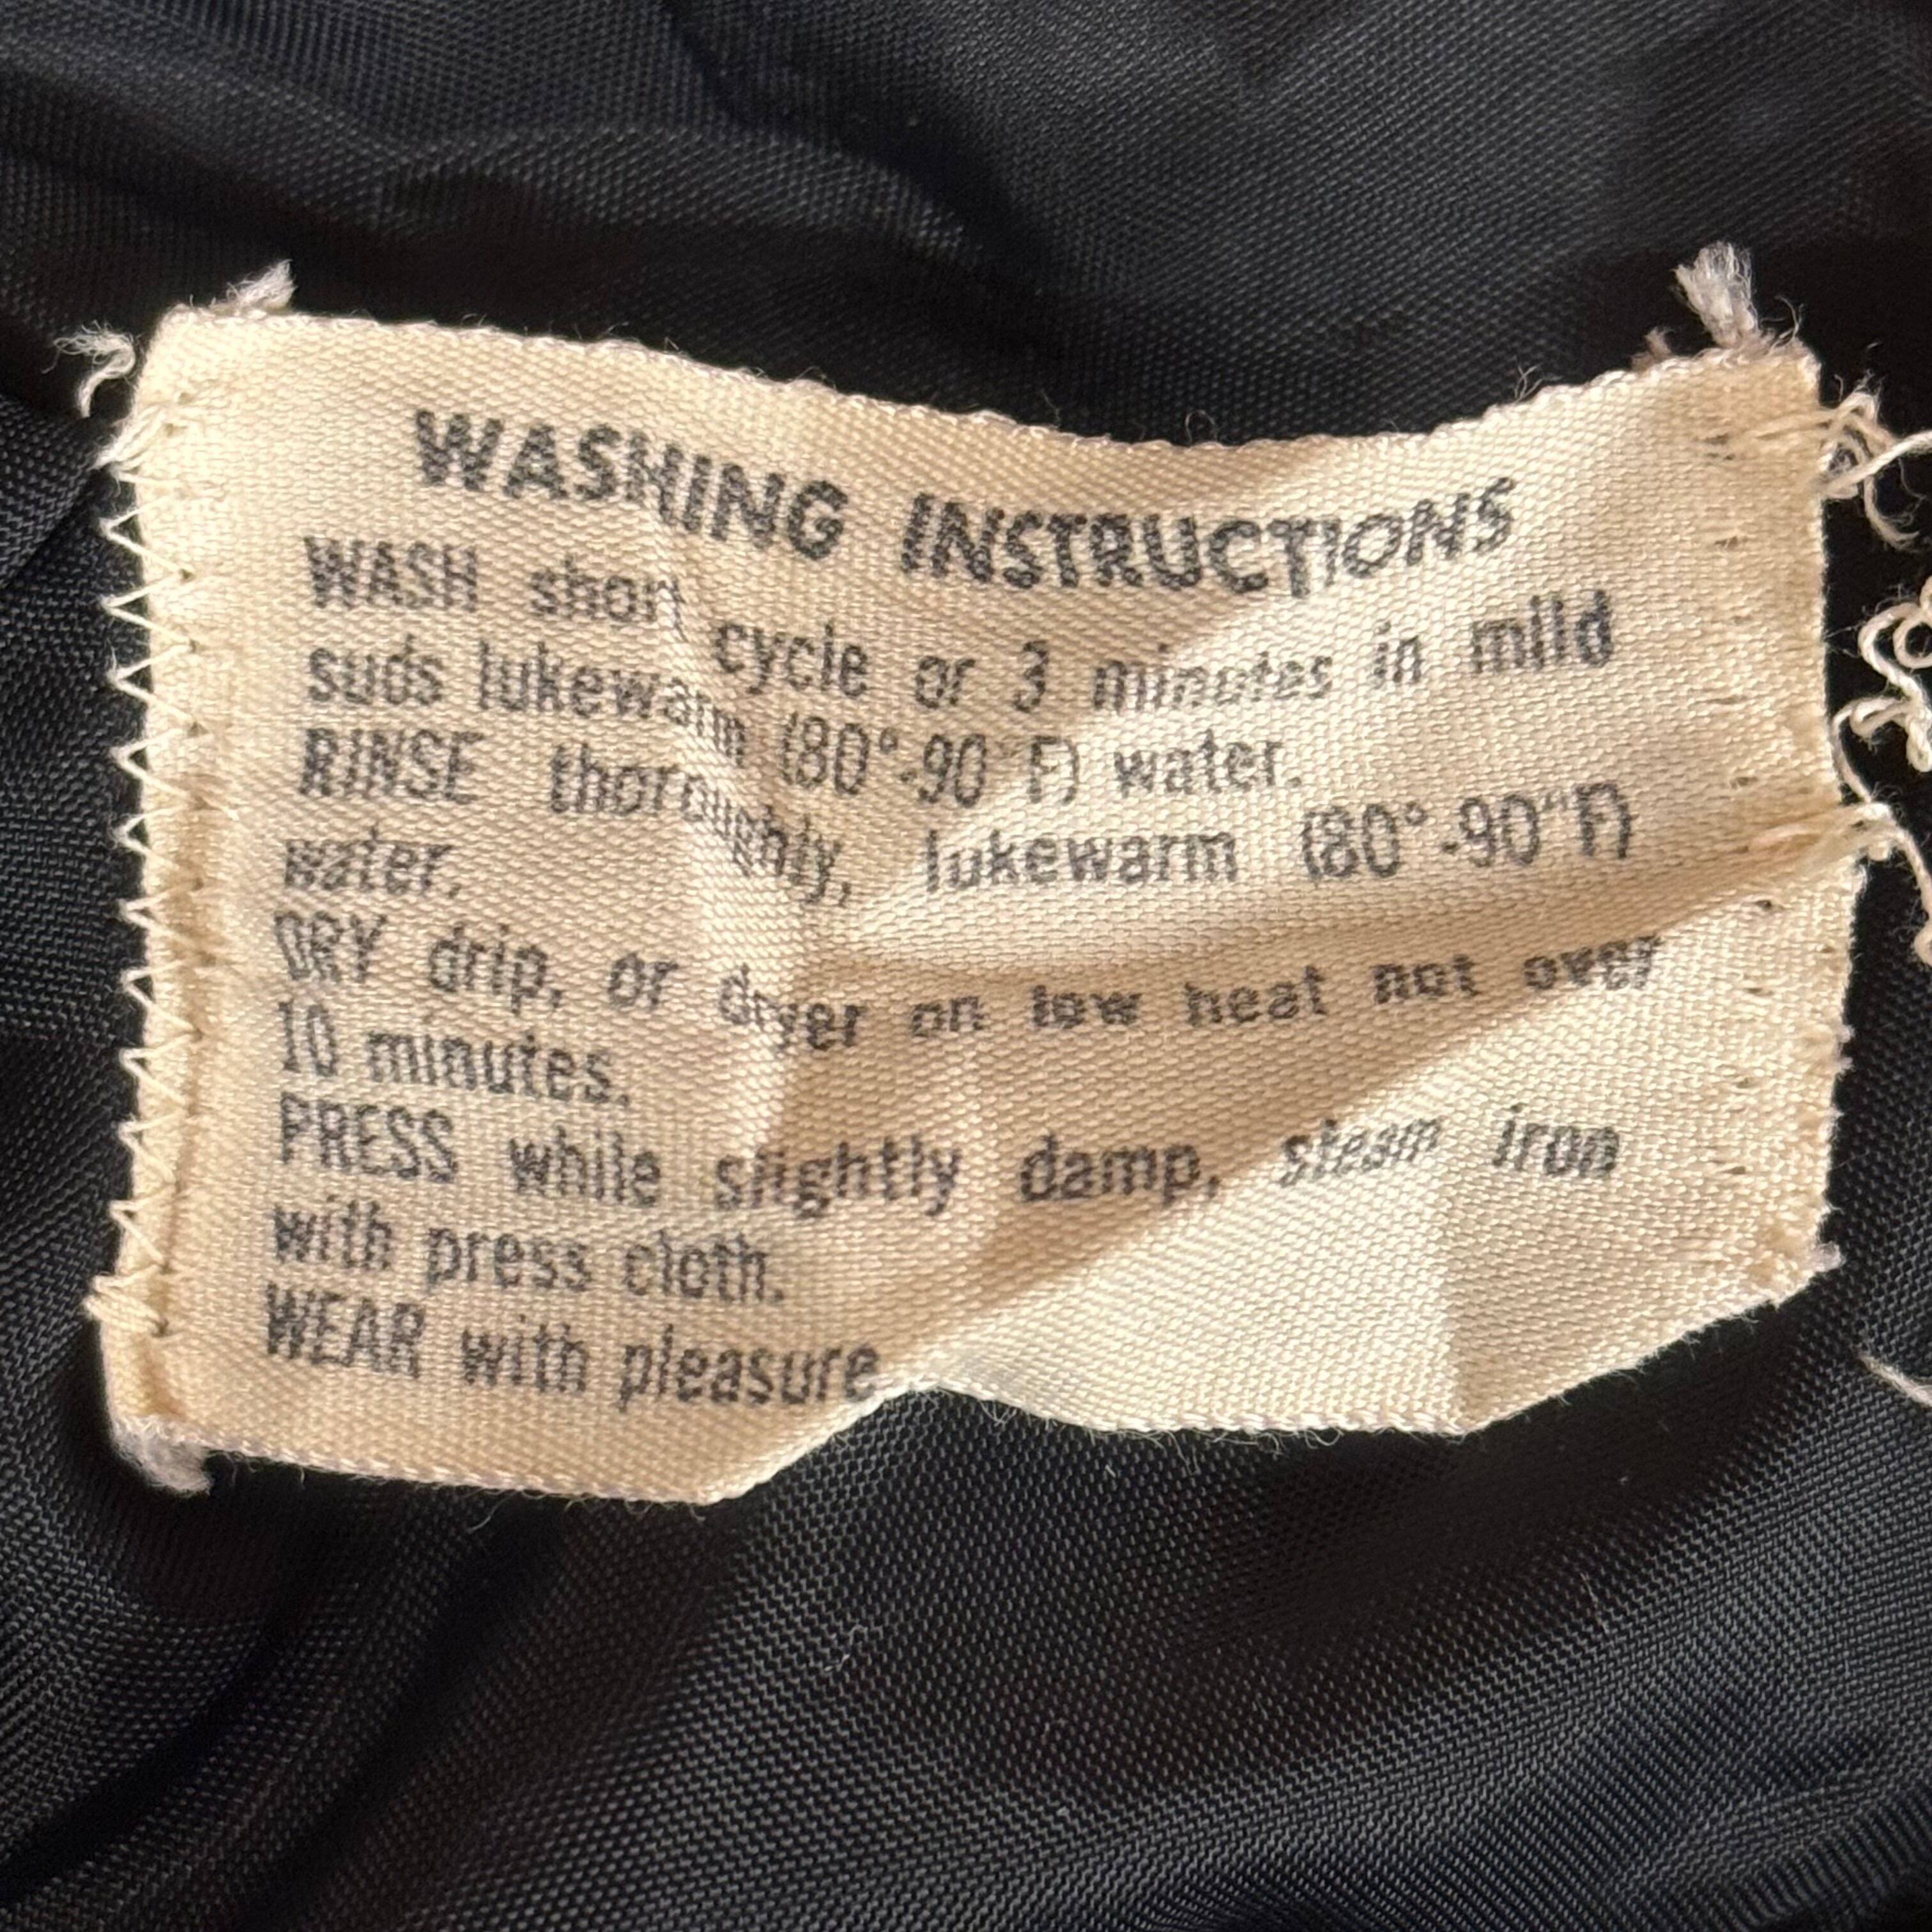 WASHING INSTRUCTIONS
WASH short cycle or 3 minutes in mild
suds lukewarm (80°-90°F) water.
RINSE thoroughly, lukewarm (80°-90°F)
water.
DRY drip, or dryer on low heat not over
10 minutes.
PRESS while slightly damp, steam iron
with press cloth.
WEAR with pleasure